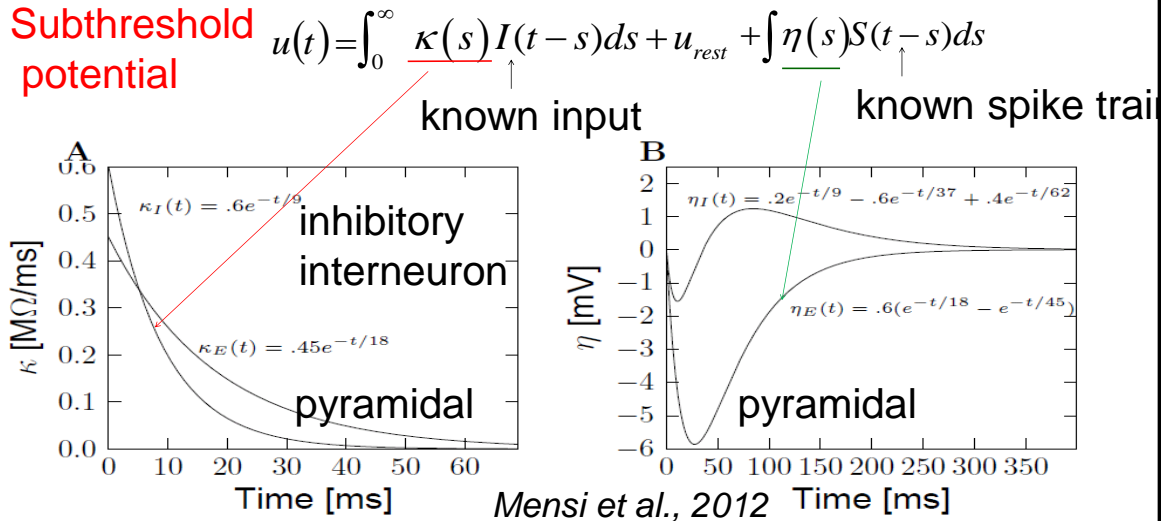 Subthreshold
potential
u(t) = ∫₀^∞ κ(s) I(t − s)ds + u_rest + ∫ η(s) S(t − s)ds
known input
known spike trai
A
κ_I(t) = .6e^{−t/9}
inhibitory
interneuron
κ_E(t) = .45e^{−t/18}
pyramidal
κ [MΩ/ms]
0.6
0.5
0.4
0.3
0.2
0.1
0.0
0 10 20 30 40 50 60
Time [ms]
B
η_I(t) = .2e^{−t/9} − .6e^{−t/37} + .4e^{−t/62}
η_E(t) = .6(e^{−t/18} − e^{−t/45})
pyramidal
η [mV]
2
1
0
−1
−2
−3
−4
−5
−6
0 50 100 150 200 250 300 350
Time [ms]
Mensi et al., 2012